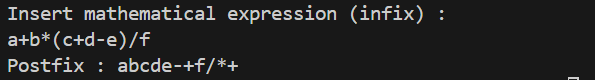 Insert mathematical expression (infix) :
a+b*(c+d-e)/f
Postfix : abcde-+f/*+